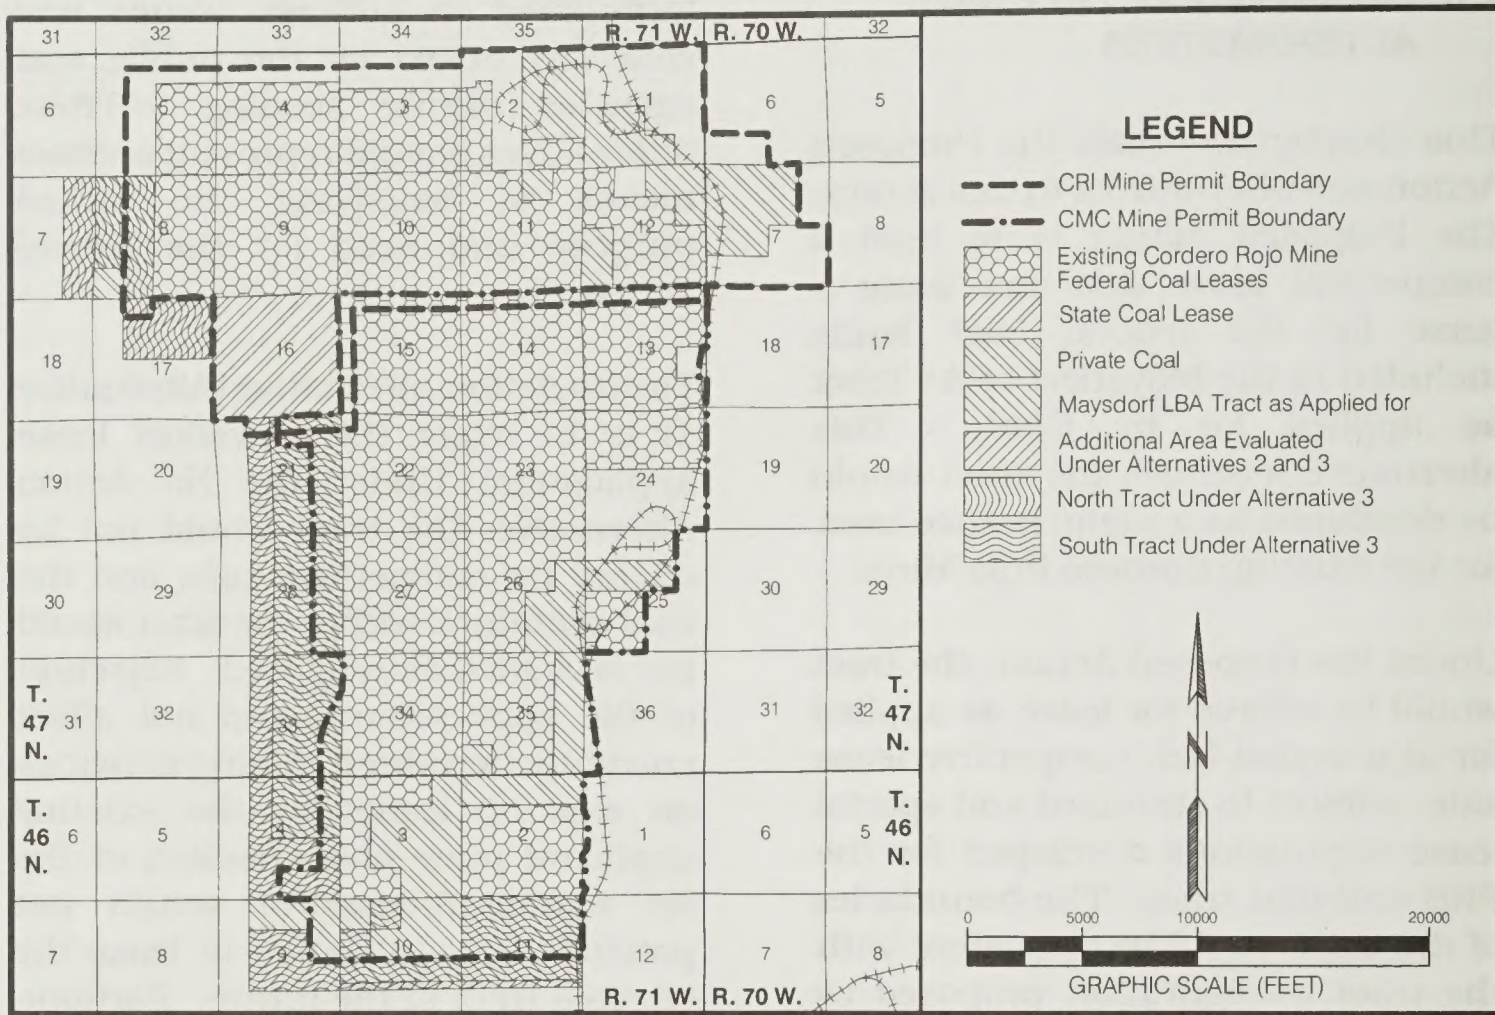 31 32 33 34 35 R. 71 W. R. 70 W. 32
6 5 4 3 2 1 6 5
7 8 9 10 11 12 7 8
18 17 16 15 14 13 18 17
20 21 22 23 19 20
19 24
30 29 28 27 26 25 30 29
T. 47 N. 31 32 33 34 35 36 31 32 T. 47 N.
T. 46 N. 6 5 4 3 2 1 6 5 T. 46 N.
7 8 9 10 11 12 7 8
R. 71 W. R. 70 W.
LEGEND
CRI Mine Permit Boundary
CMC Mine Permit Boundary
Existing Cordero Rojo Mine
Federal Coal Leases
State Coal Lease
Private Coal
Maysdorf LBA Tract as Applied for
Additional Area Evaluated
Under Alternatives 2 and 3
North Tract Under Alternative 3
South Tract Under Alternative 3
N
0 5000 10000 20000
GRAPHIC SCALE (FEET)